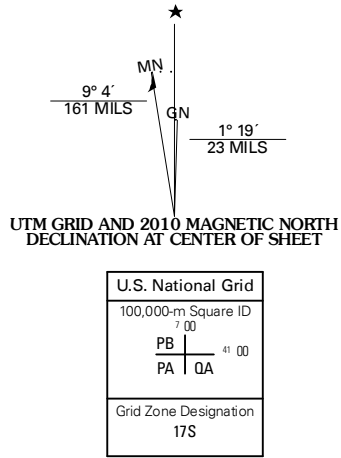 ★
MN
9° 4´
161 MILS
GN
1° 19´
23 MILS
UTM GRID AND 2010 MAGNETIC NORTH
DECLINATION AT CENTER OF SHEET
U.S. National Grid
100,000-m Square ID
7 00
PB
41 00
PA QA
Grid Zone Designation
17S